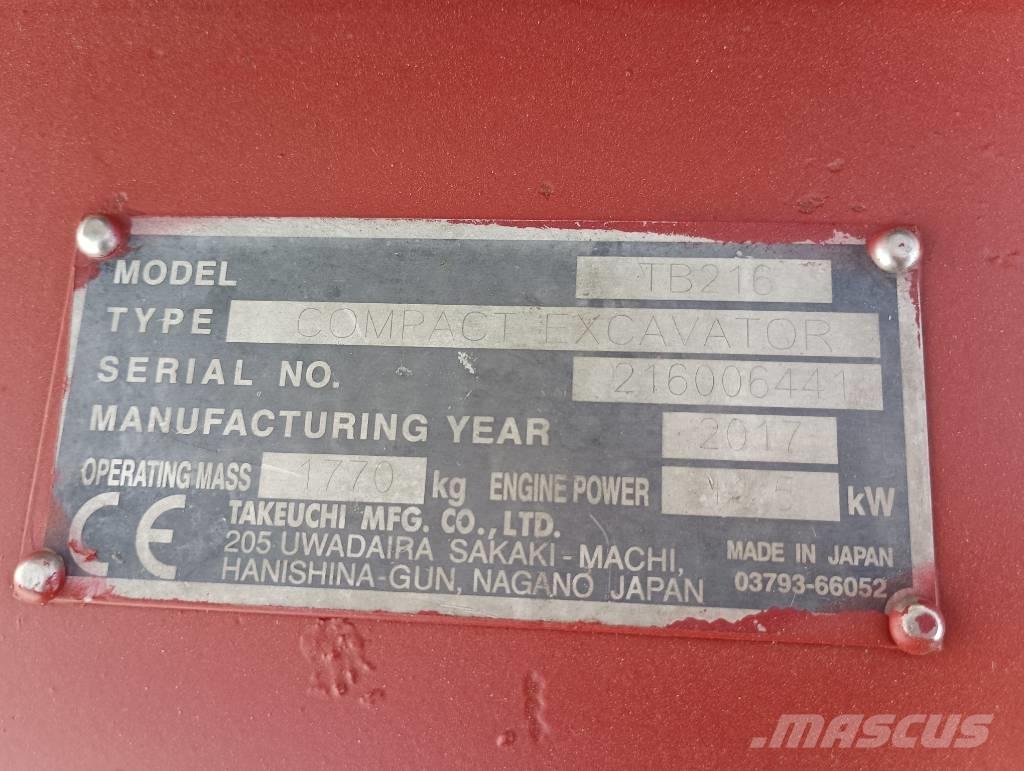 MODEL TB216
TYPE COMPACT EXCAVATOR
SERIAL NO. 216006441
MANUFACTURING YEAR 2017
OPERATING MASS 1770 kg ENGINE POWER kW
CE TAKEUCHI MFG. CO., LTD.
205 UWADAIRA SAKAKI-MACHI,
HANISHINA-GUN, NAGANO JAPAN
MADE IN JAPAN
03793-66052
MASCUS